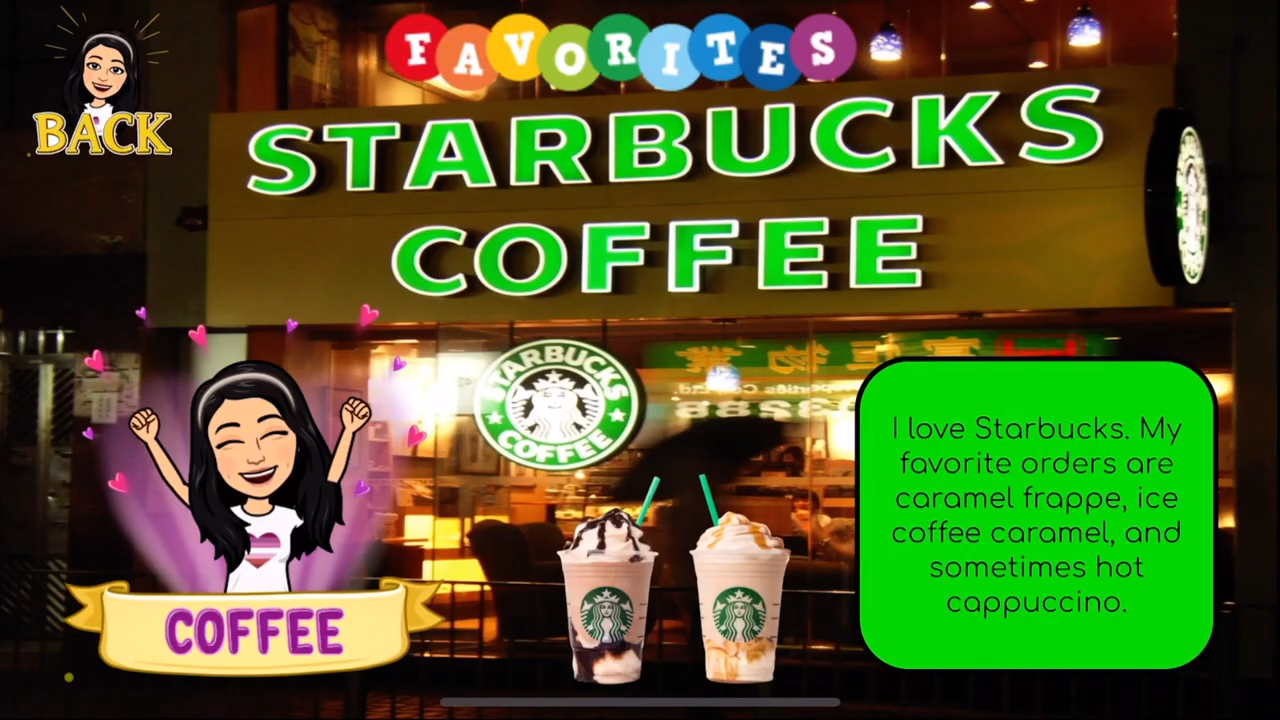 FAVORITES
BACK
STARBUCKS
COFFEE
STARBUCKS
COFFEE
I love Starbucks. My
favorite orders are
caramel frappe, ice
coffee caramel, and
sometimes hot
cappuccino.
COFFEE